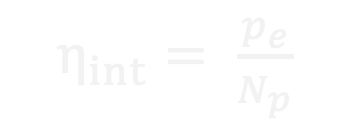 η_int = p_e / N_p